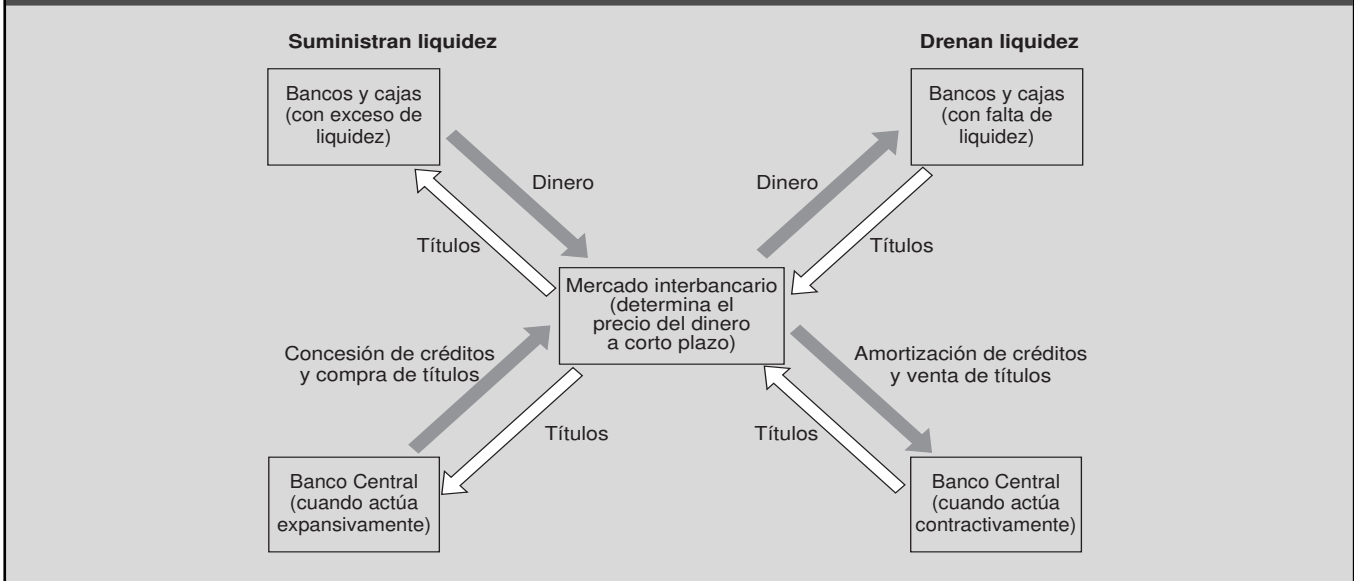 Suministran liquidez
Drenan liquidez
Bancos y cajas
(con exceso de
liquidez)
Bancos y cajas
(con falta de
liquidez)
Dinero
Dinero
Títulos
Títulos
Mercado interbancario
(determina el
precio del dinero
a corto plazo)
Concesión de créditos
y compra de títulos
Amortización de créditos
y venta de títulos
Títulos
Títulos
Banco Central
(cuando actúa
expansivamente)
Banco Central
(cuando actúa
contractivamente)